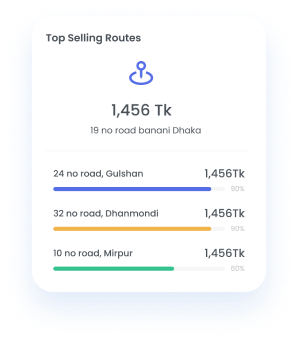 Top Selling Routes
1,456 Tk
19 no road banani Dhaka
24 no road, Gulshan 1,456Tk
90%
32 no road, Dhanmondi 1,456Tk
90%
10 no road, Mirpur 1,456Tk
60%